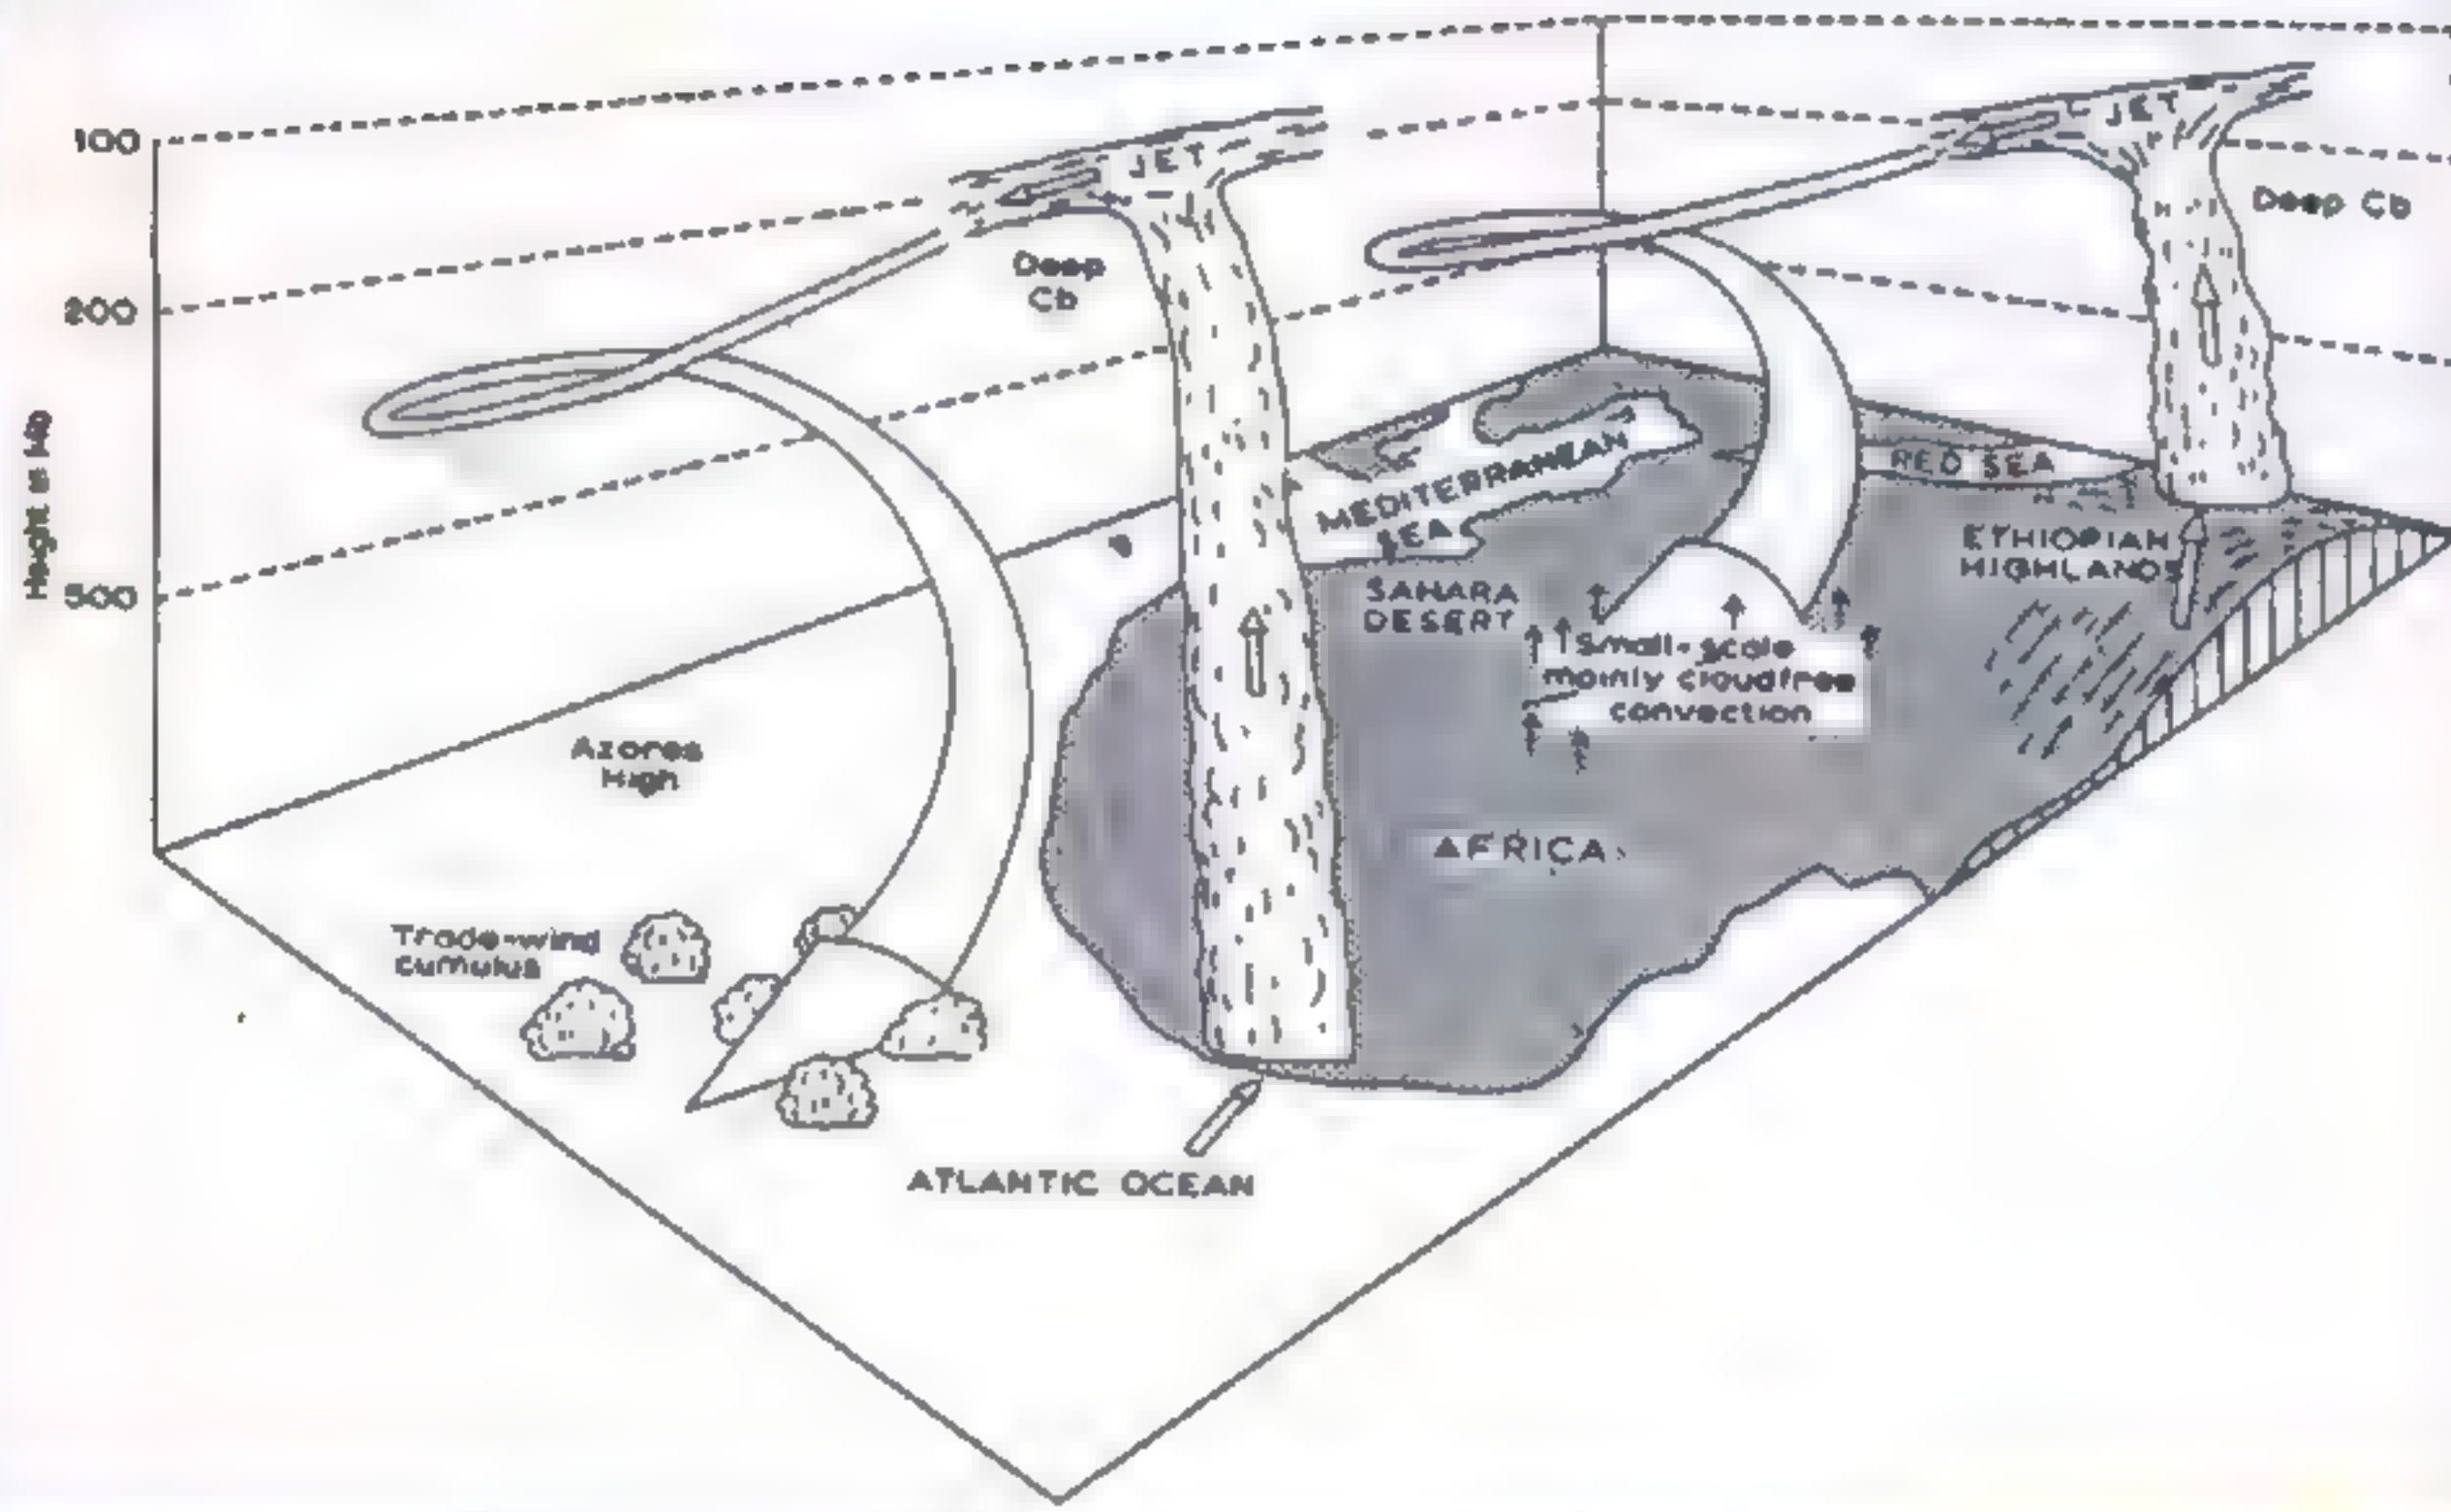 100
200
500
Height in Mb
JET
Deep
Cb
JET
Deep Cb
MEDITERRANEAN
SEA
RED SEA
ETHIOPIAN
HIGHLANDS
SAHARA
DESERT
Small-scale
mainly cloudfree
convection
Azores
High
AFRICA
Trade-wind
cumulus
ATLANTIC OCEAN